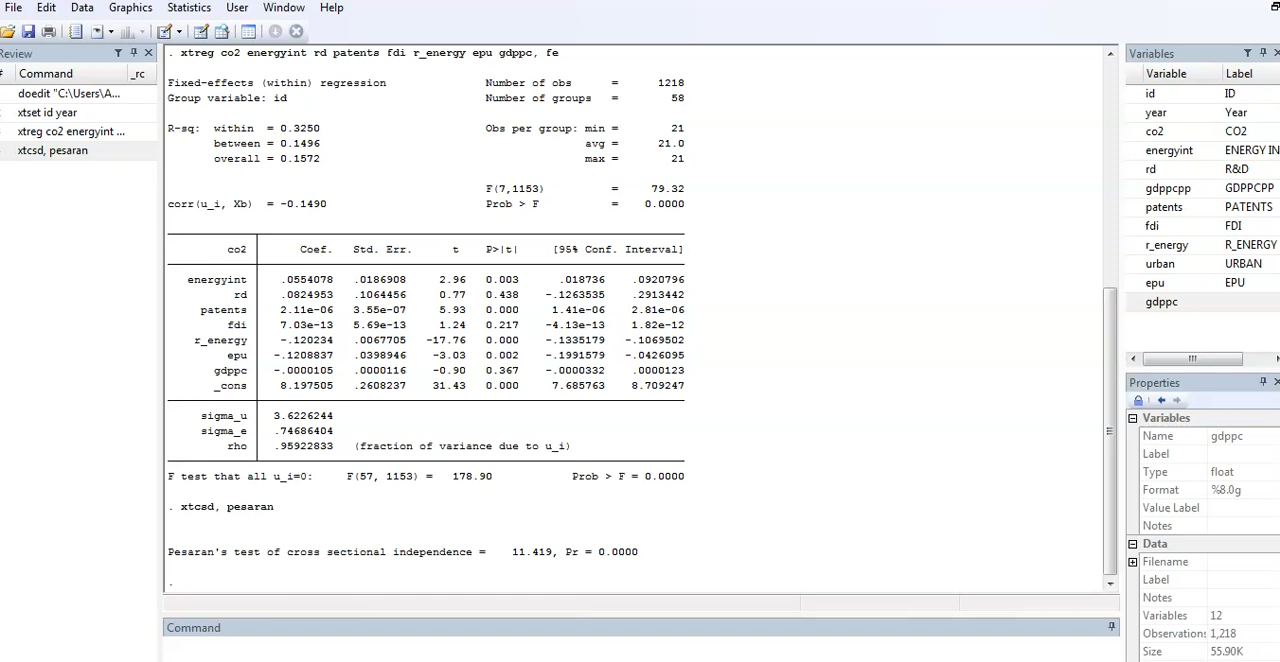 File Edit Data Graphics Statistics User Window Help
Review
# Command _rc
doedit "C:\Users\A...
xtset id year
xtreg co2 energyint ...
xtcsd, pesaran
. xtreg co2 energyint rd patents fdi r_energy epu gdppc, fe
Fixed-effects (within) regression Number of obs = 1218
Group variable: id Number of groups = 58
R-sq: within = 0.3250 Obs per group: min = 21
between = 0.1496 avg = 21.0
overall = 0.1572 max = 21
F(7,1153) = 79.32
corr(u_i, Xb) = -0.1490 Prob > F = 0.0000
co2 Coef. Std. Err. t P>|t| [95% Conf. Interval]
energyint .0554078 .0186908 2.96 0.003 .018736 .0920796
rd .0824953 .1064456 0.77 0.438 -.1263535 .2913442
patents 2.11e-06 3.55e-07 5.93 0.000 1.41e-06 2.81e-06
fdi 7.03e-13 5.69e-13 1.24 0.217 -4.13e-13 1.82e-12
r_energy -.120234 .0067705 -17.76 0.000 -.1335179 -.1069502
epu -.1208837 .0398946 -3.03 0.002 -.1991579 -.0426095
gdppc -.0000105 .0000116 -0.90 0.367 -.0000332 .0000123
_cons 8.197505 .2608237 31.43 0.000 7.685763 8.709247
sigma_u 3.6226244
sigma_e .74686404
rho .95922833 (fraction of variance due to u_i)
F test that all u_i=0: F(57, 1153) = 178.90 Prob > F = 0.0000
. xtcsd, pesaran
Pesaran's test of cross sectional independence = 11.419, Pr = 0.0000
.
Command
Variables
Variable Label
id ID
year Year
co2 CO2
energyint ENERGY IN
rd R&D
gdppcpp GDPPCPP
patents PATENTS
fdi FDI
r_energy R_ENERGY
urban URBAN
epu EPU
gdppc
Properties
Variables
Name gdppc
Label
Type float
Format %8.0g
Value Label
Notes
Data
Filename
Label
Notes
Variables 12
Observations 1,218
Size 55.90K